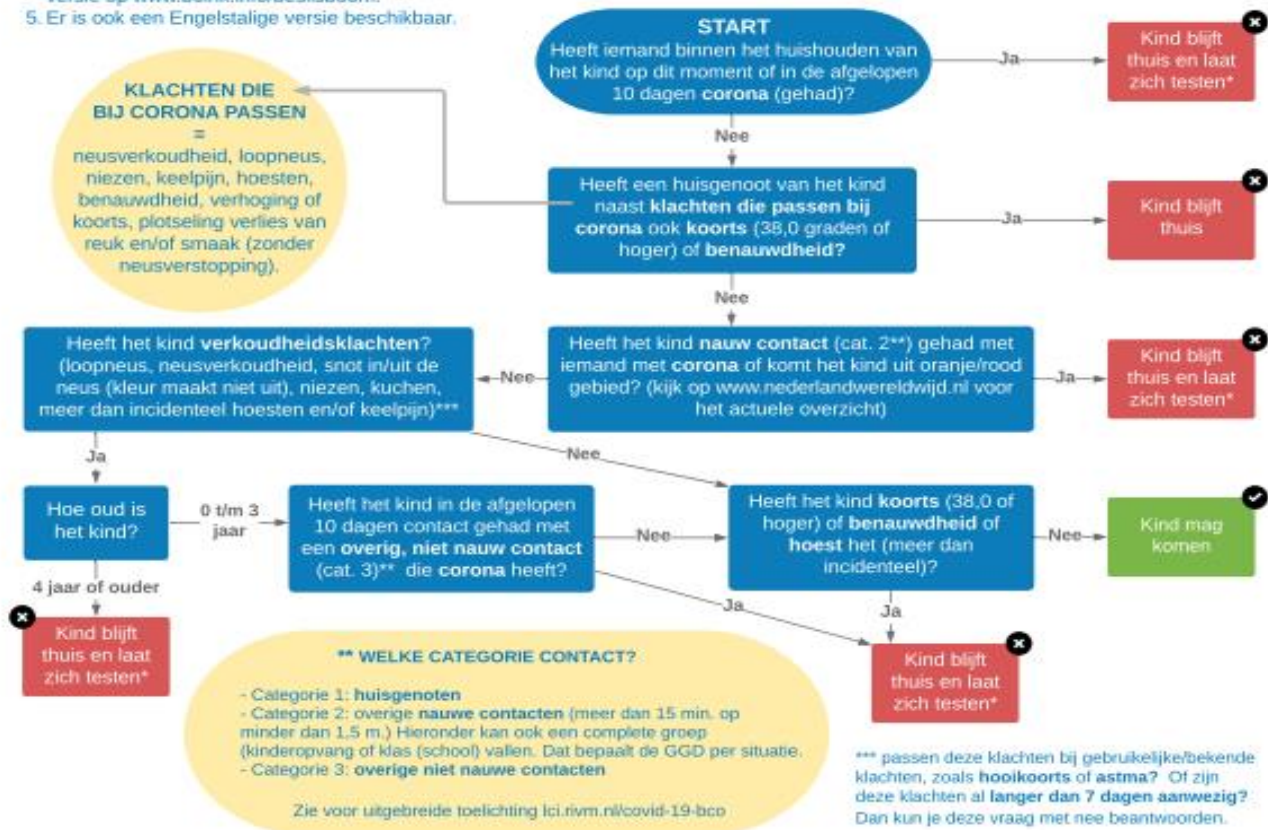 5. Er is ook een Engelstalige versie beschikbaar.
START
Heeft iemand binnen het huishouden van
het kind op dit moment of in de afgelopen
10 dagen corona (gehad)?
Ja
Kind blijft
thuis en laat
zich testen*
KLACHTEN DIE
BIJ CORONA PASSEN
=
neusverkoudheid, loopneus,
niezen, keelpijn, hoesten,
benauwdheid, verhoging of
koorts, plotseling verlies van
reuk en/of smaak (zonder
neusverstopping).
Nee
Heeft een huisgenoot van het kind
naast klachten die passen bij
corona ook koorts (38,0 graden of
hoger) of benauwdheid?
Ja
Kind blijft
thuis
Nee
Heeft het kind nauw contact (cat. 2**) gehad met
iemand met corona of komt het kind uit oranje/rood
gebied? (kijk op www.nederlandwereldwijd.nl voor
het actuele overzicht)
Ja
Kind blijft
thuis en laat
zich testen*
Nee
Heeft het kind verkoudheidsklachten?
(loopneus, neusverkoudheid, snot in/uit de
neus (kleur maakt niet uit), niezen, kuchen,
meer dan incidenteel hoesten en/of keelpijn)***
Ja
Nee
Hoe oud is
het kind?
0 t/m 3
jaar
Heeft het kind in de afgelopen
10 dagen contact gehad met
een overig, niet nauw contact
(cat. 3)** die corona heeft?
Nee
Heeft het kind koorts (38,0 of
hoger) of benauwdheid of
hoest het (meer dan
incidenteel)?
Nee
Kind mag
komen
4 jaar of ouder
Kind blijft
thuis en laat
zich testen*
Ja
Ja
Kind blijft
thuis en laat
zich testen*
** WELKE CATEGORIE CONTACT?
- Categorie 1: huisgenoten
- Categorie 2: overige nauwe contacten (meer dan 15 min. op
minder dan 1,5 m.) Hieronder kan ook een complete groep
(kinderopvang of klas (school) vallen. Dat bepaalt de GGD per situatie.
- Categorie 3: overige niet nauwe contacten
Zie voor uitgebreide toelichting lci.rivm.nl/covid-19-bco
*** passen deze klachten bij gebruikelijke/bekende
klachten, zoals hooikoorts of astma? Of zijn
deze klachten al langer dan 7 dagen aanwezig?
Dan kun je deze vraag met nee beantwoorden.